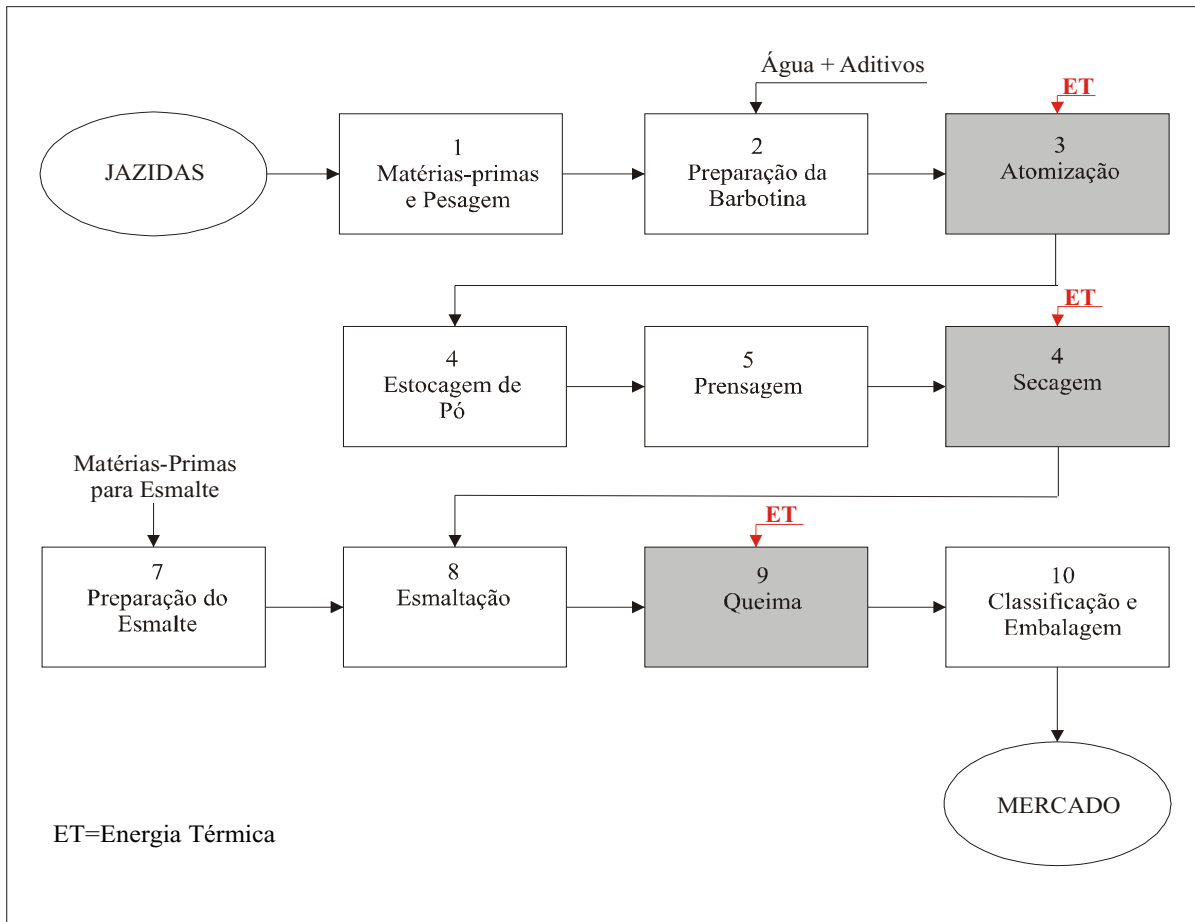 Água + Aditivos
ET
JAZIDAS
1
Matérias-primas
e Pesagem
2
Preparação da
Barbotina
3
Atomização
ET
4
Estocagem de
Pó
5
Prensagem
4
Secagem
Matérias-Primas
para Esmalte
ET
7
Preparação do
Esmalte
8
Esmaltação
9
Queima
10
Classificação e
Embalagem
MERCADO
ET=Energia Térmica